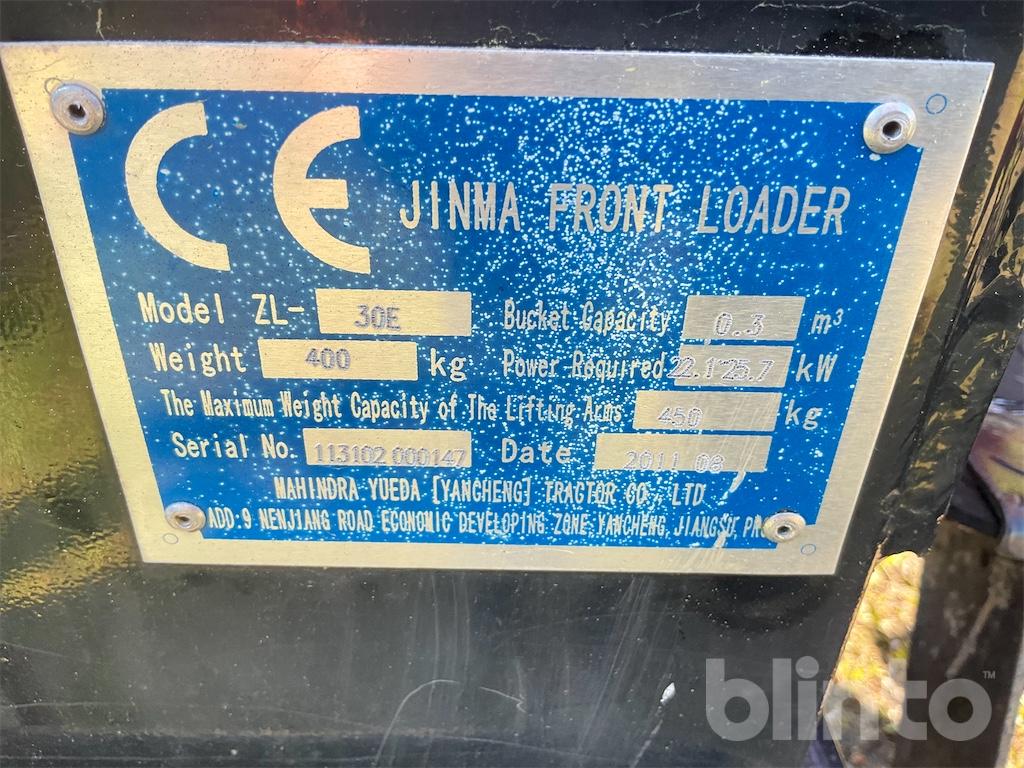 CE JINMA FRONT LOADER
Model ZL- 30E Bucket Capacity 0.3 m³
Weight 400 kg Power Required 22.1~25.7 kW
The Maximum Weight Capacity of The Lifting Arms 450 kg
Serial No. 113102 000147 Date 2011 08
MAHINDRA YUEDA [YANCHENG] TRACTOR CO LTD
ADD:9 NENJIANG ROAD ECONOMIC DEVELOPING ZONE, YANCHENG, JIANGSU, PRC
blinto™